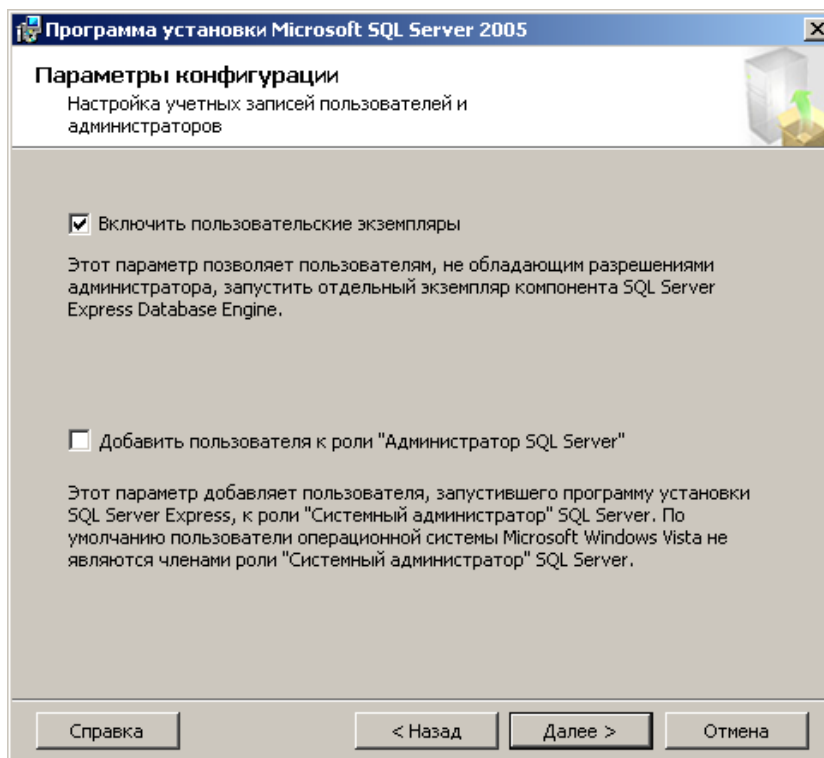 Программа установки Microsoft SQL Server 2005
Параметры конфигурации
Настройка учетных записей пользователей и
администраторов
Включить пользовательские экземпляры
Этот параметр позволяет пользователям, не обладающим разрешениями
администратора, запустить отдельный экземпляр компонента SQL Server
Express Database Engine.
Добавить пользователя к роли "Администратор SQL Server"
Этот параметр добавляет пользователя, запустившего программу установки
SQL Server Express, к роли "Системный администратор" SQL Server. По
умолчанию пользователи операционной системы Microsoft Windows Vista не
являются членами роли "Системный администратор" SQL Server.
Справка
< Назад
Далее >
Отмена